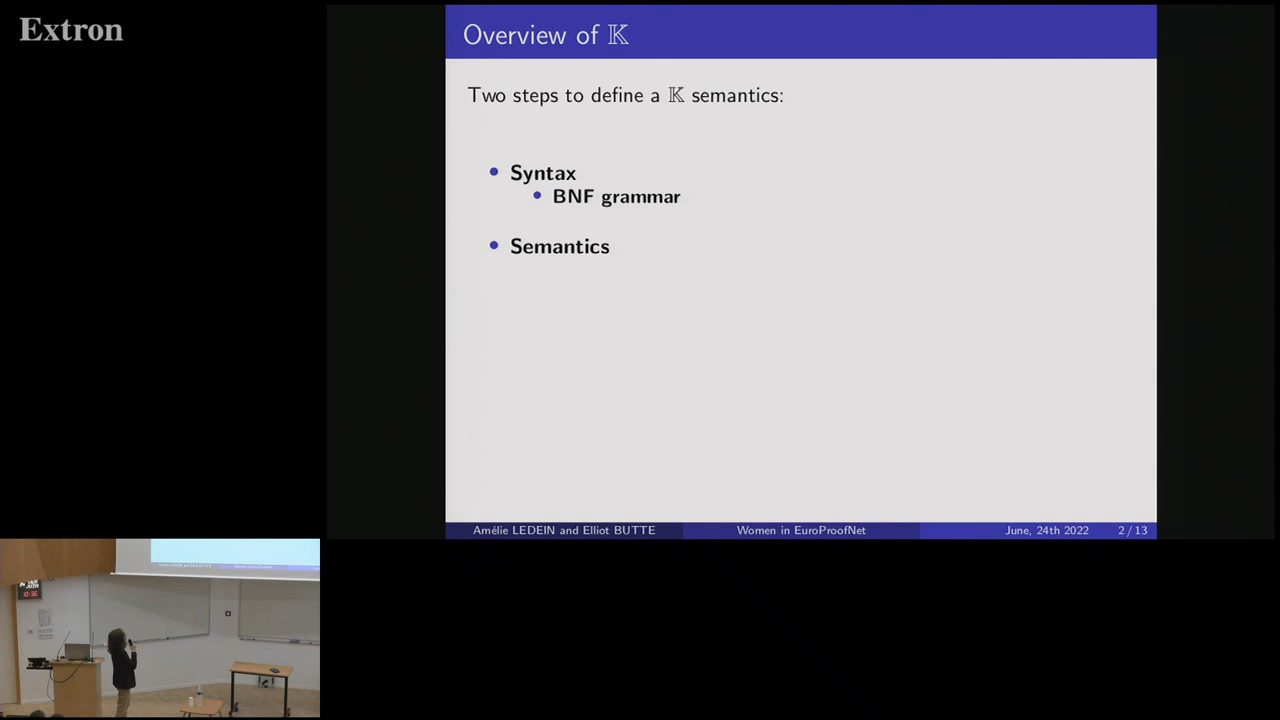 Extron
Overview of 𝕂
Two steps to define a 𝕂 semantics:
• Syntax
• BNF grammar
• Semantics
Amélie LEDEIN and Elliot BUTTE Women in EuroProofNet June, 24th 2022 2 / 13